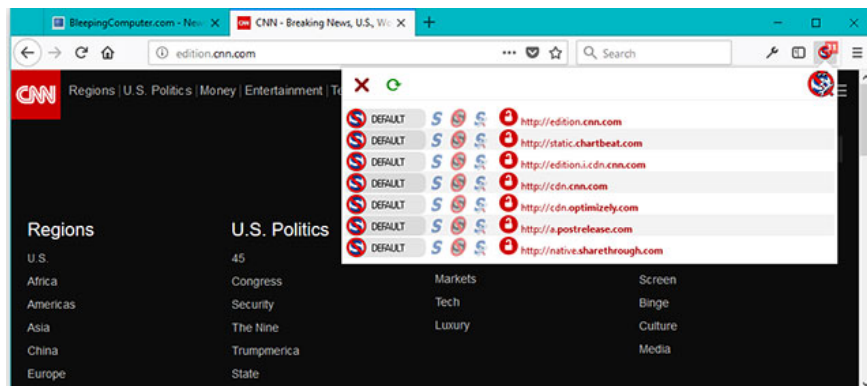 BleepingComputer.com - New
CNN - Breaking News, U.S., Wo
edition.cnn.com
Search
CNN
Regions | U.S. Politics | Money | Entertainment | Te
DEFAULT http://edition.cnn.com
DEFAULT http://static.chartbeat.com
DEFAULT http://edition.i.cdn.cnn.com
DEFAULT http://cdn.cnn.com
DEFAULT http://cdn.optimizely.com
DEFAULT http://a.postrelease.com
DEFAULT http://native.sharethrough.com
Regions U.S. Politics
U.S. 45
Africa Congress Markets Screen
Americas Security Tech Binge
Asia The Nine Luxury Culture
China Trumpmerica Media
Europe State